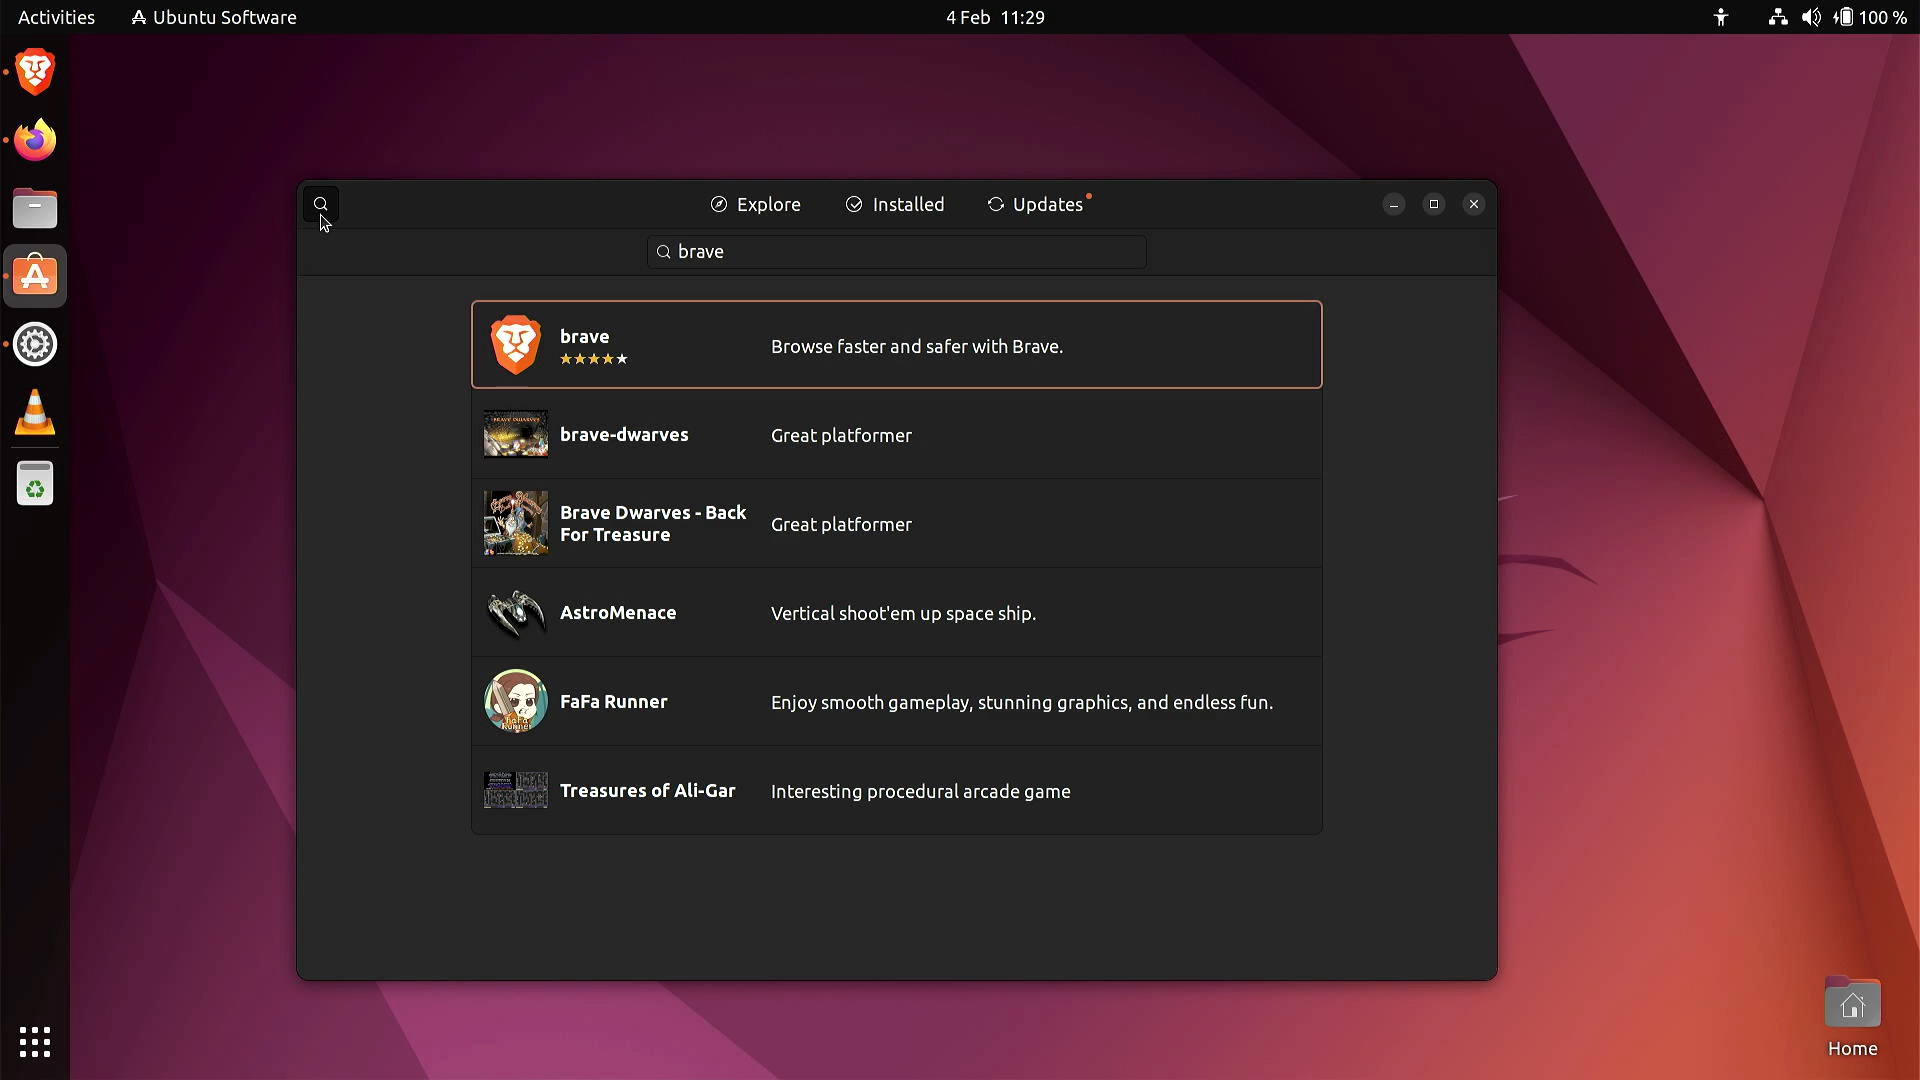 Activities Ubuntu Software 4 Feb 11:29 100 %
Explore Installed Updates
brave
brave Browse faster and safer with Brave.
brave-dwarves Great platformer
Brave Dwarves - Back
For Treasure
Great platformer
AstroMenace Vertical shoot'em up space ship.
FaFa Runner Enjoy smooth gameplay, stunning graphics, and endless fun.
Treasures of Ali-Gar Interesting procedural arcade game
Home